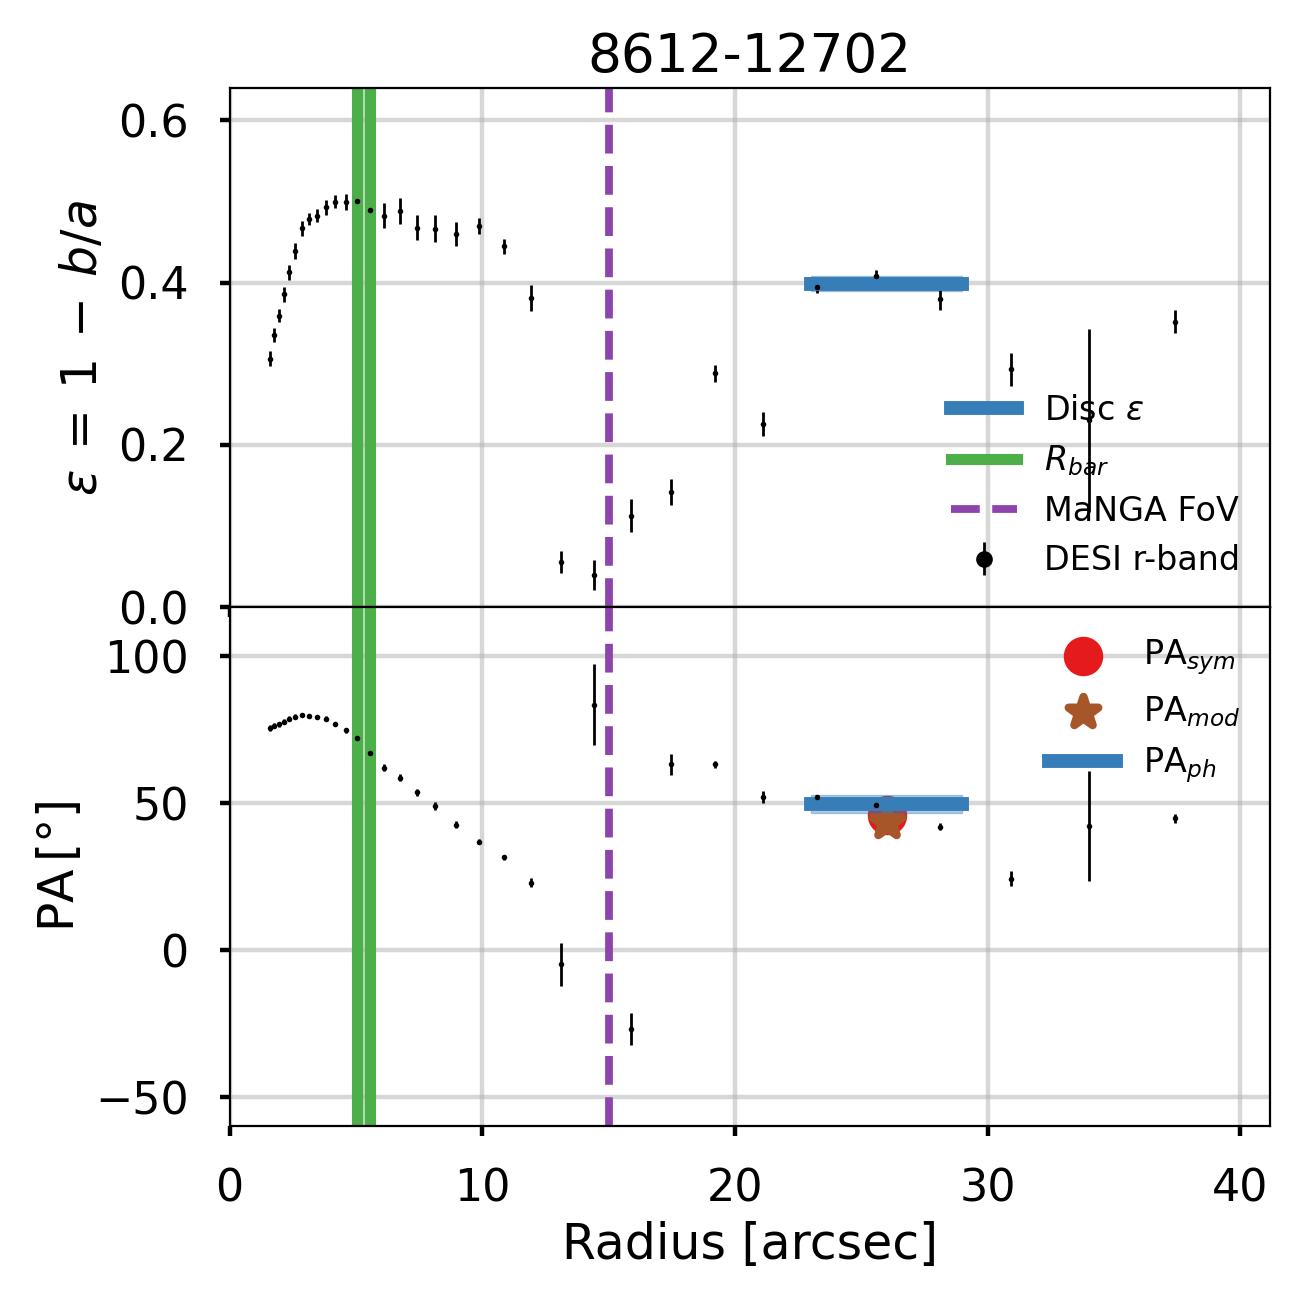 8612-12702
ε = 1 − b/a
0.6
0.4
0.2
0.0
Disc ε
R_bar
MaNGA FoV
DESI r-band
PA [°]
100
50
0
−50
PA_sym
PA_mod
PA_ph
0 10 20 30 40
Radius [arcsec]